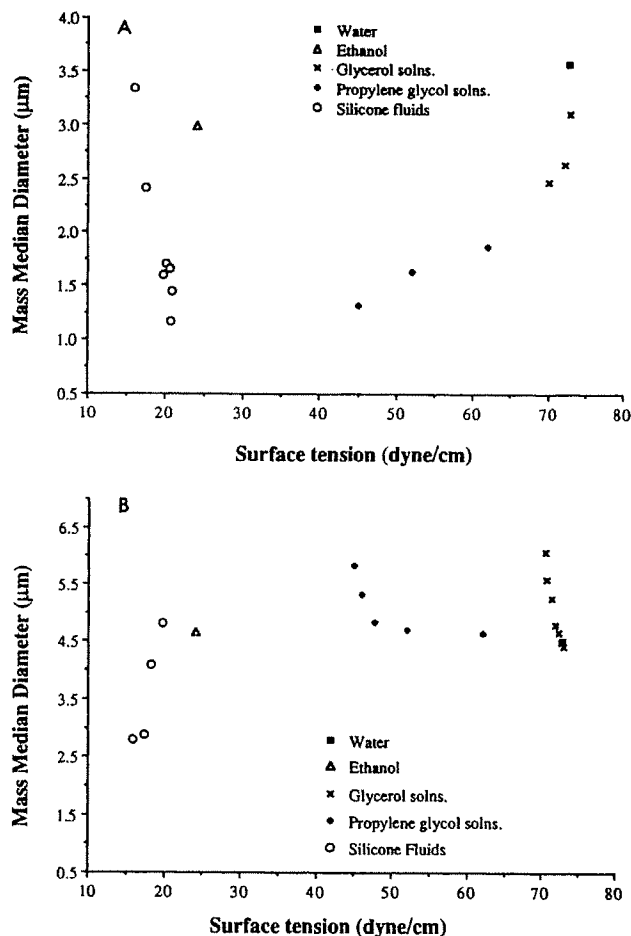 A
4.0
3.5
3.0
2.5
2.0
1.5
1.0
0.5
Mass Median Diameter (μm)
Water
Ethanol
Glycerol solns.
Propylene glycol solns.
Silicone fluids
10 20 30 40 50 60 70 80
Surface tension (dyne/cm)
B
6.5
5.5
4.5
3.5
2.5
1.5
0.5
Mass Median Diameter (μm)
Water
Ethanol
Glycerol solns.
Propylene glycol solns.
Silicone Fluids
10 20 30 40 50 60 70 80
Surface tension (dyne/cm)